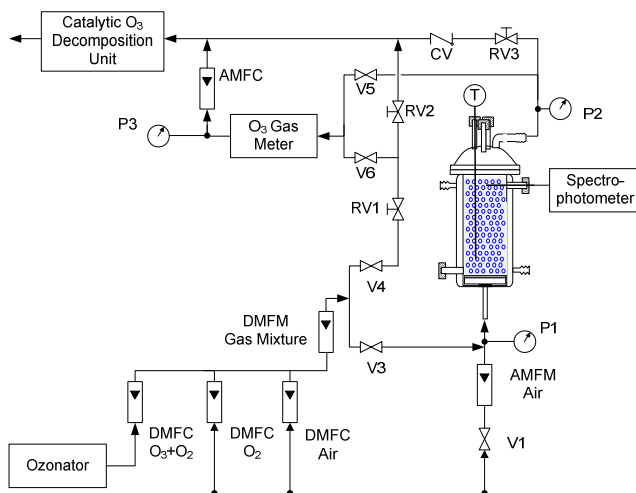 Catalytic O3
Decomposition
Unit
CV
RV3
AMFC
V5
T
P3
O3 Gas
Meter
RV2
P2
V6
Spectro-
photometer
RV1
V4
DMFM
Gas Mixture
P1
V3
AMFM
Air
DMFC
O3+O2
DMFC
O2
DMFC
Air
V1
Ozonator